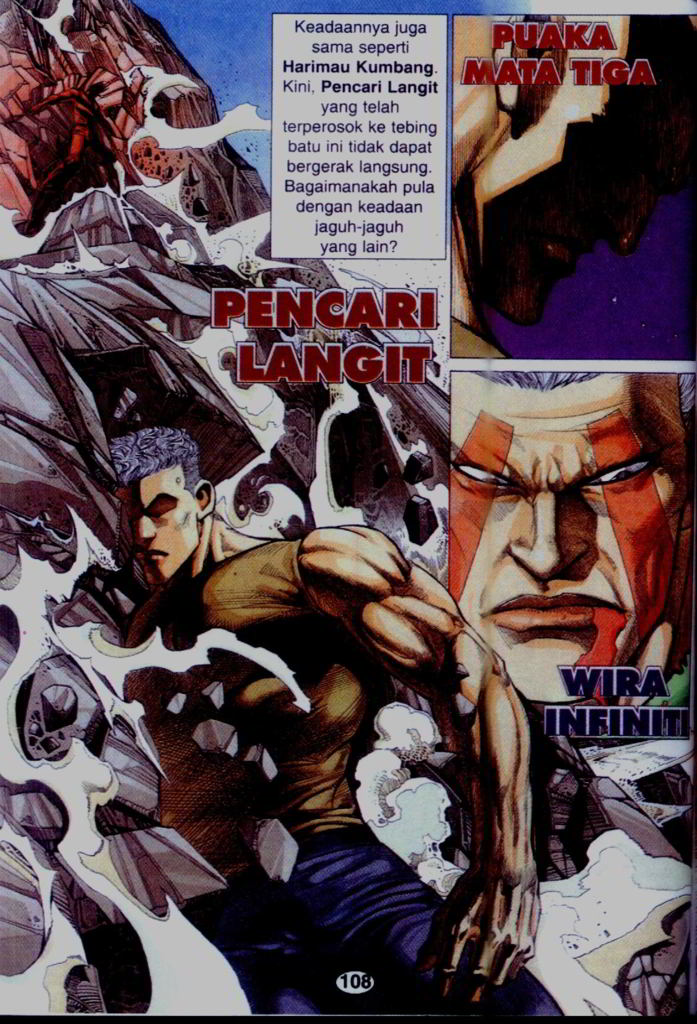 Keadaannya juga
sama seperti
Harimau Kumbang.
Kini, Pencari Langit
yang telah
terperosok ke tebing
batu ini tidak dapat
bergerak langsung.
Bagaimanakah pula
dengan keadaan
jaguh-jaguh
yang lain?
PUAKA
MATA TIGA
PENCARI
LANGIT
WIRA
INFINITI
108